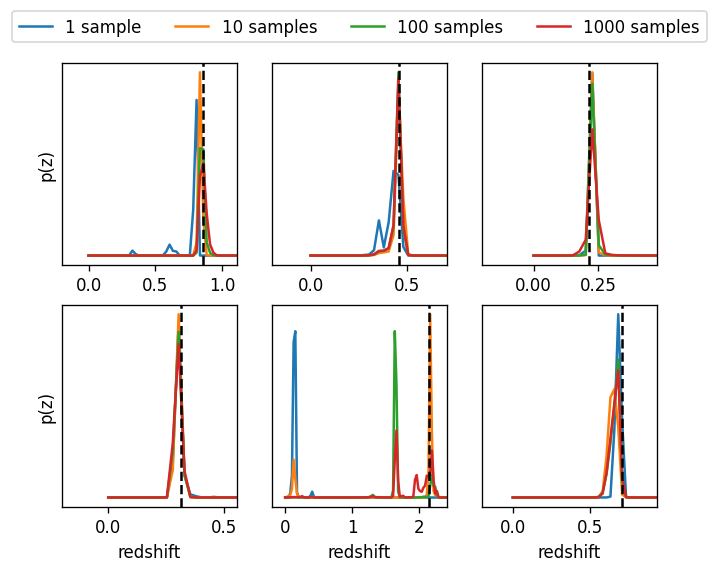 1 sample 10 samples 100 samples 1000 samples
p(z)
0.0 0.5 1.0 0.0 0.5 0.00 0.25
p(z)
0.0 0.5 0 1 2 0.0 0.5
redshift redshift redshift